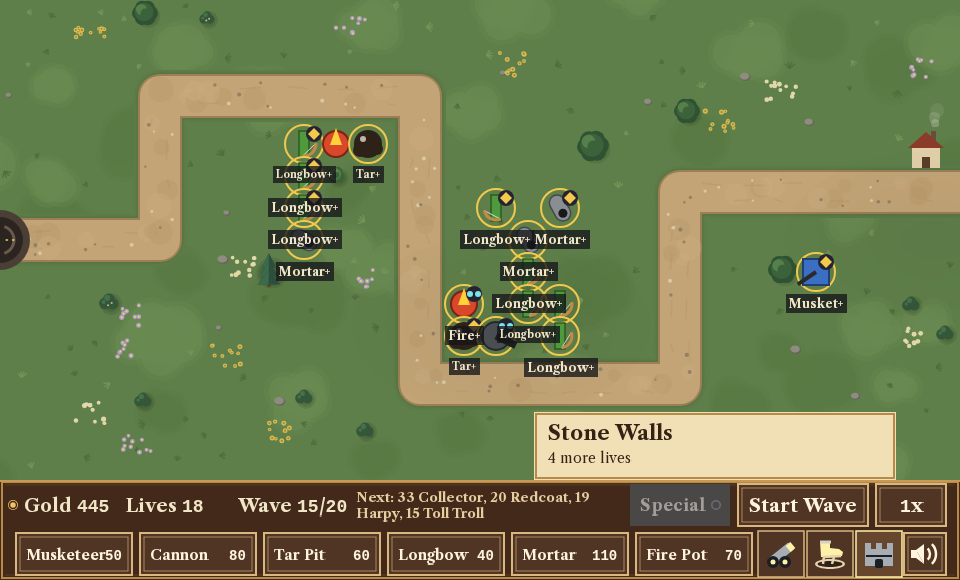 Longbow+
Tar+
Longbow+
Longbow+
Mortar+
Longbow+
Mortar+
Mortar+
Longbow+
Fire+
Longbow+
Tar+
Longbow+
Musket+
Stone Walls
4 more lives
Gold 445
Lives 18
Wave 15/20
Next: 33 Collector, 20 Redcoat, 19
Harpy, 15 Toll Troll
Special
Start Wave
1x
Musketeer 50
Cannon 80
Tar Pit 60
Longbow 40
Mortar 110
Fire Pot 70